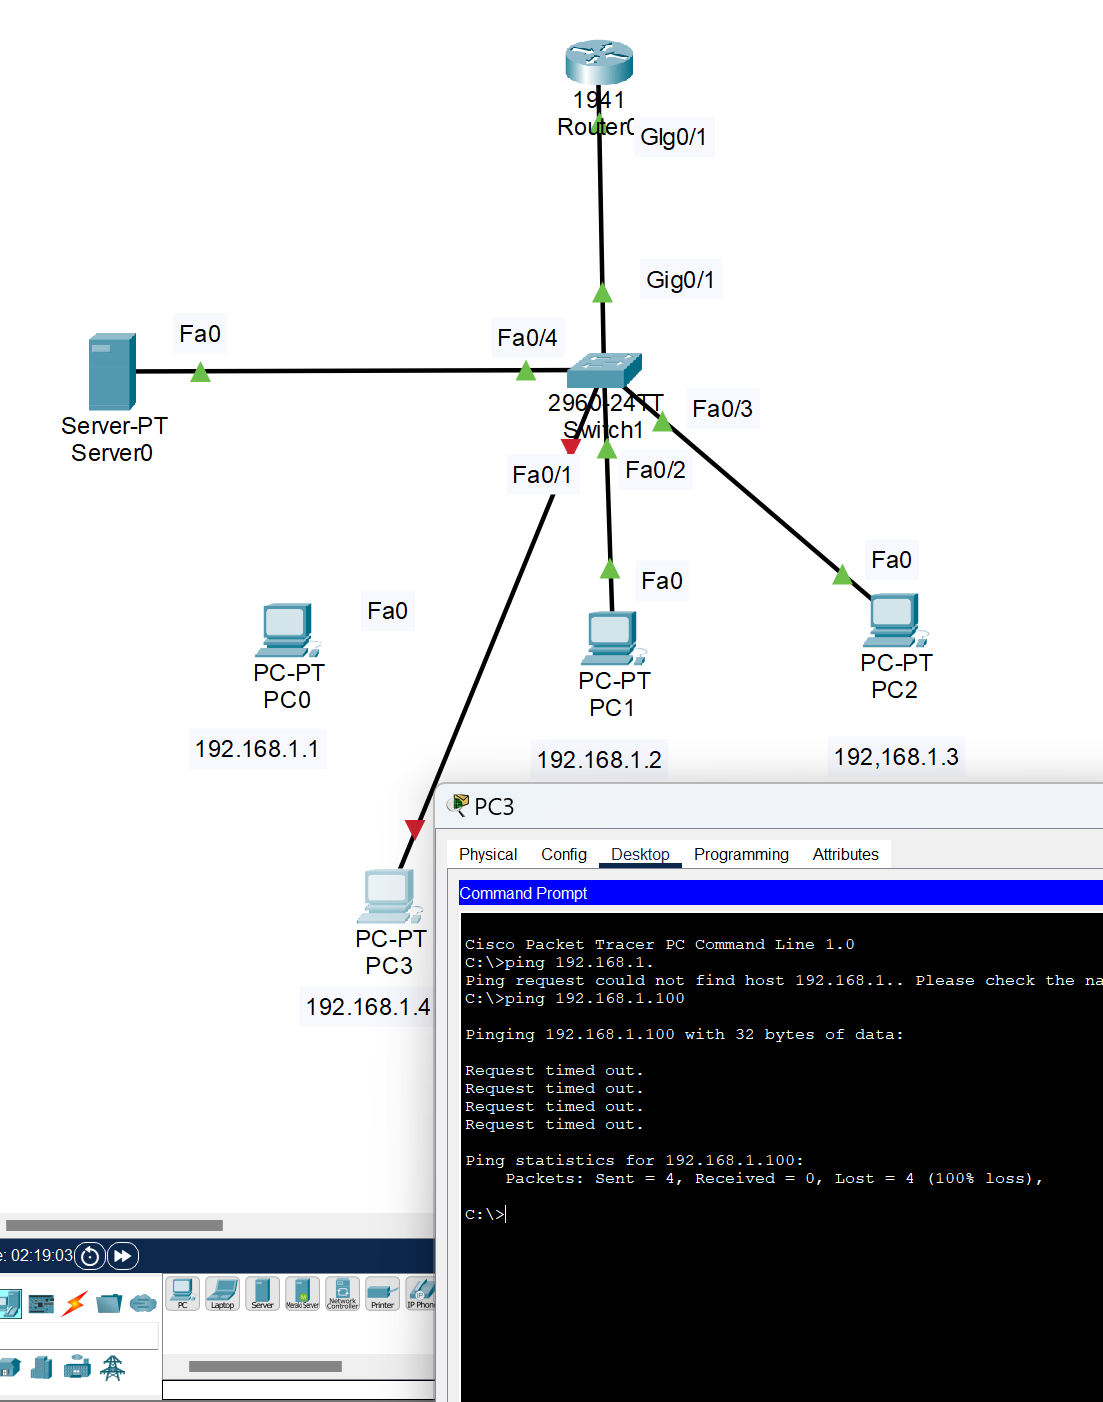 1941
Router0
GIg0/1
Gig0/1
Fa0
Fa0/4
Server-PT
Server0
2960-24TT
Switch1
Fa0/3
Fa0/1
Fa0/2
Fa0
Fa0
Fa0
PC-PT
PC0
PC-PT
PC1
PC-PT
PC2
192.168.1.1
192.168.1.2
192,168.1.3
PC-PT
PC3
192.168.1.4
PC3
Physical Config Desktop Programming Attributes
Command Prompt
Cisco Packet Tracer PC Command Line 1.0
C:\>ping 192.168.1.
Ping request could not find host 192.168.1.. Please check the na
C:\>ping 192.168.1.100
Pinging 192.168.1.100 with 32 bytes of data:
Request timed out.
Request timed out.
Request timed out.
Request timed out.
Ping statistics for 192.168.1.100:
Packets: Sent = 4, Received = 0, Lost = 4 (100% loss),
C:\>
e: 02:19:03
PC Laptop Server Meraki Server Network Controller Printer IP Phon